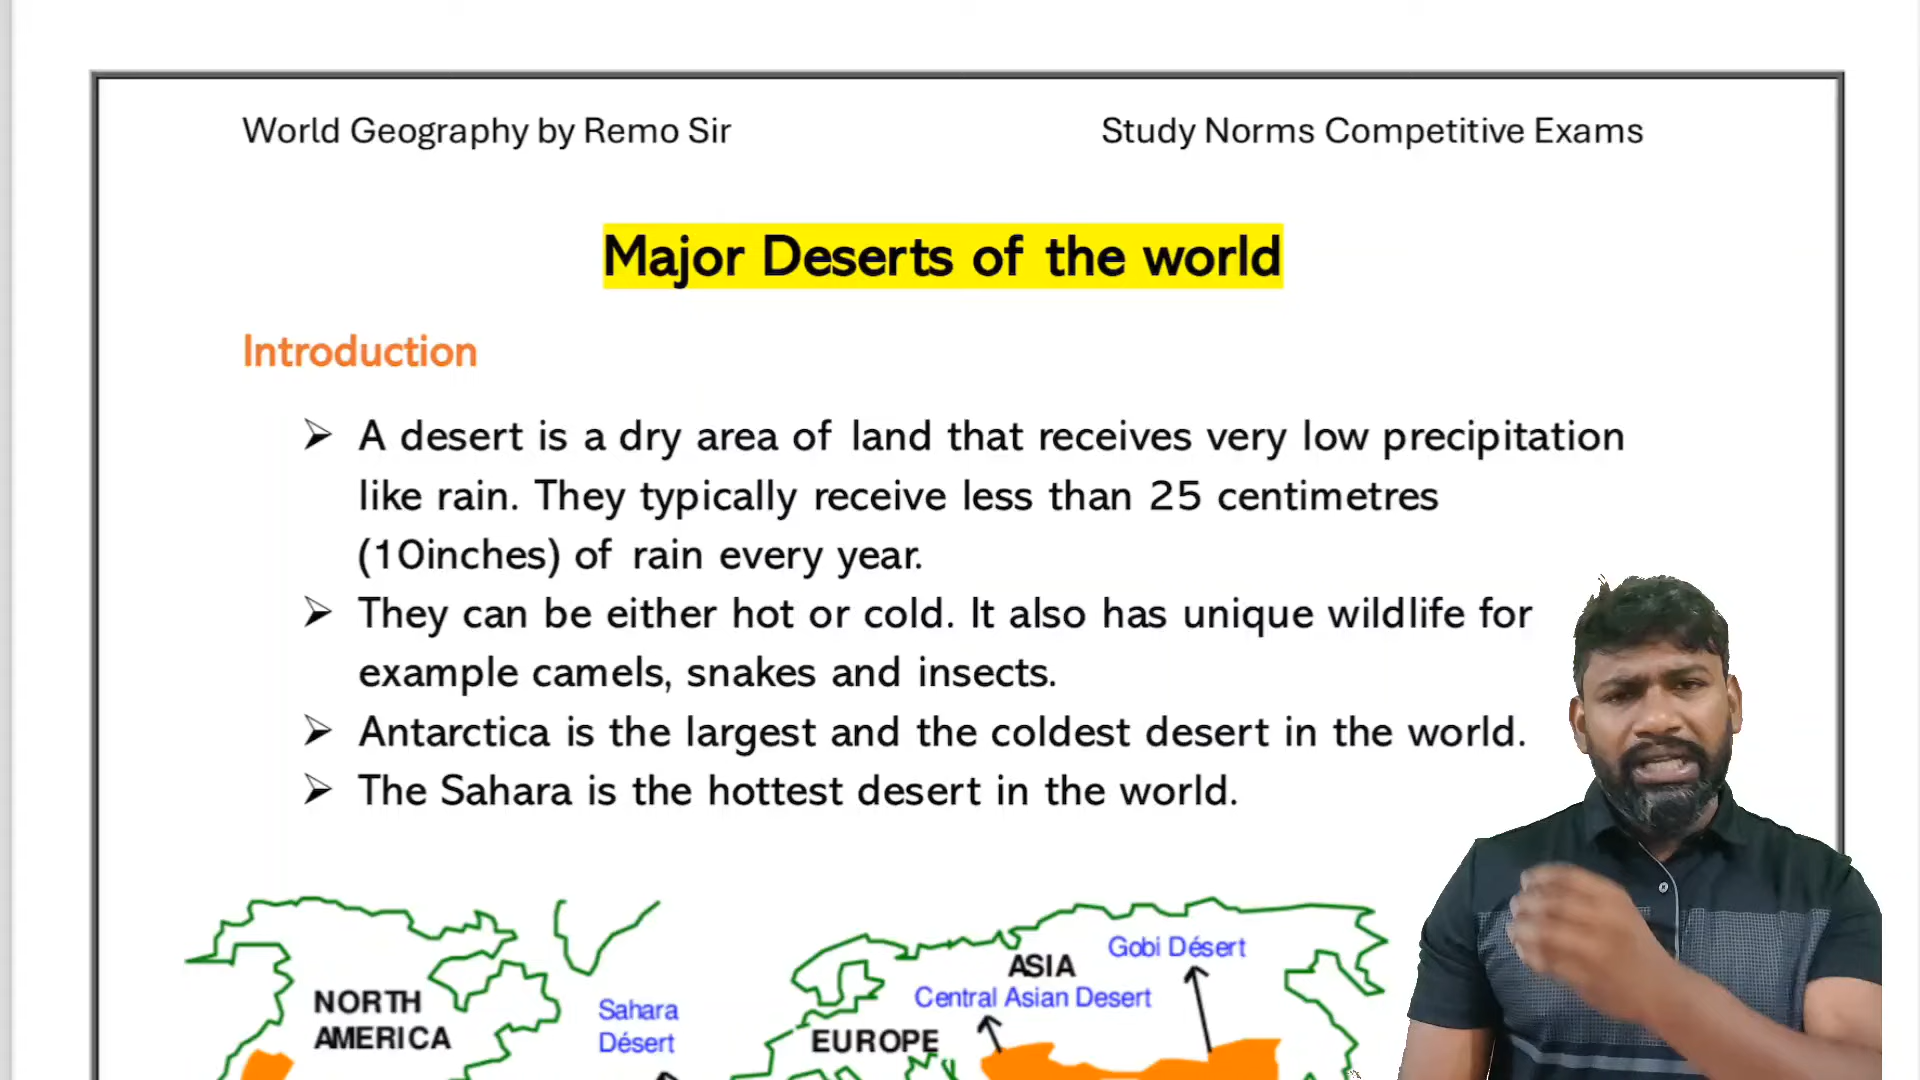 World Geography by Remo Sir
Study Norms Competitive Exams
Major Deserts of the world
Introduction
A desert is a dry area of land that receives very low precipitation
like rain. They typically receive less than 25 centimetres
(10inches) of rain every year.
They can be either hot or cold. It also has unique wildlife for
example camels, snakes and insects.
Antarctica is the largest and the coldest desert in the world.
The Sahara is the hottest desert in the world.
NORTH
AMERICA
Sahara
Désert
EUROPE
ASIA
Gobi Désert
Central Asian Desert